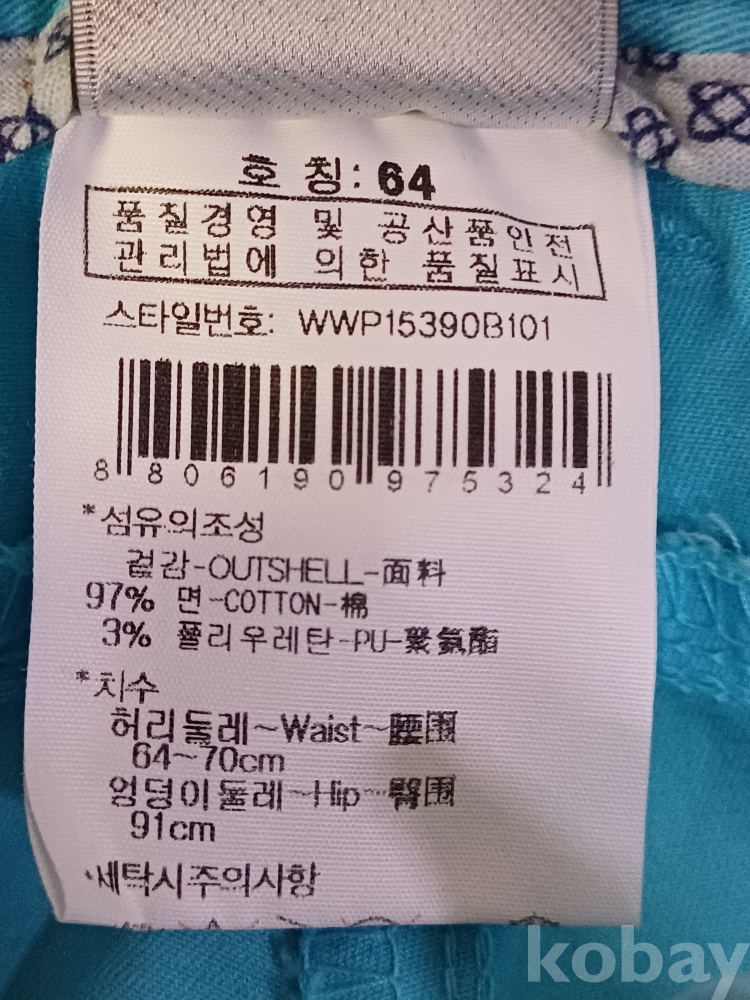 호 칭: 64
품질경영 및 공산품안전
관리법에 의한 품질표시
스타일번호: WWP15390B101
8 806190 975324
*섬유의조성
겉감-OUTSHELL-面料
97% 면-COTTON-棉
3% 폴리우레탄-PU-聚氨酯
*치수
허리둘레~Waist~腰围
64~70cm
엉덩이둘레~Hip~臀围
91cm
*세탁시주의사항
kobay